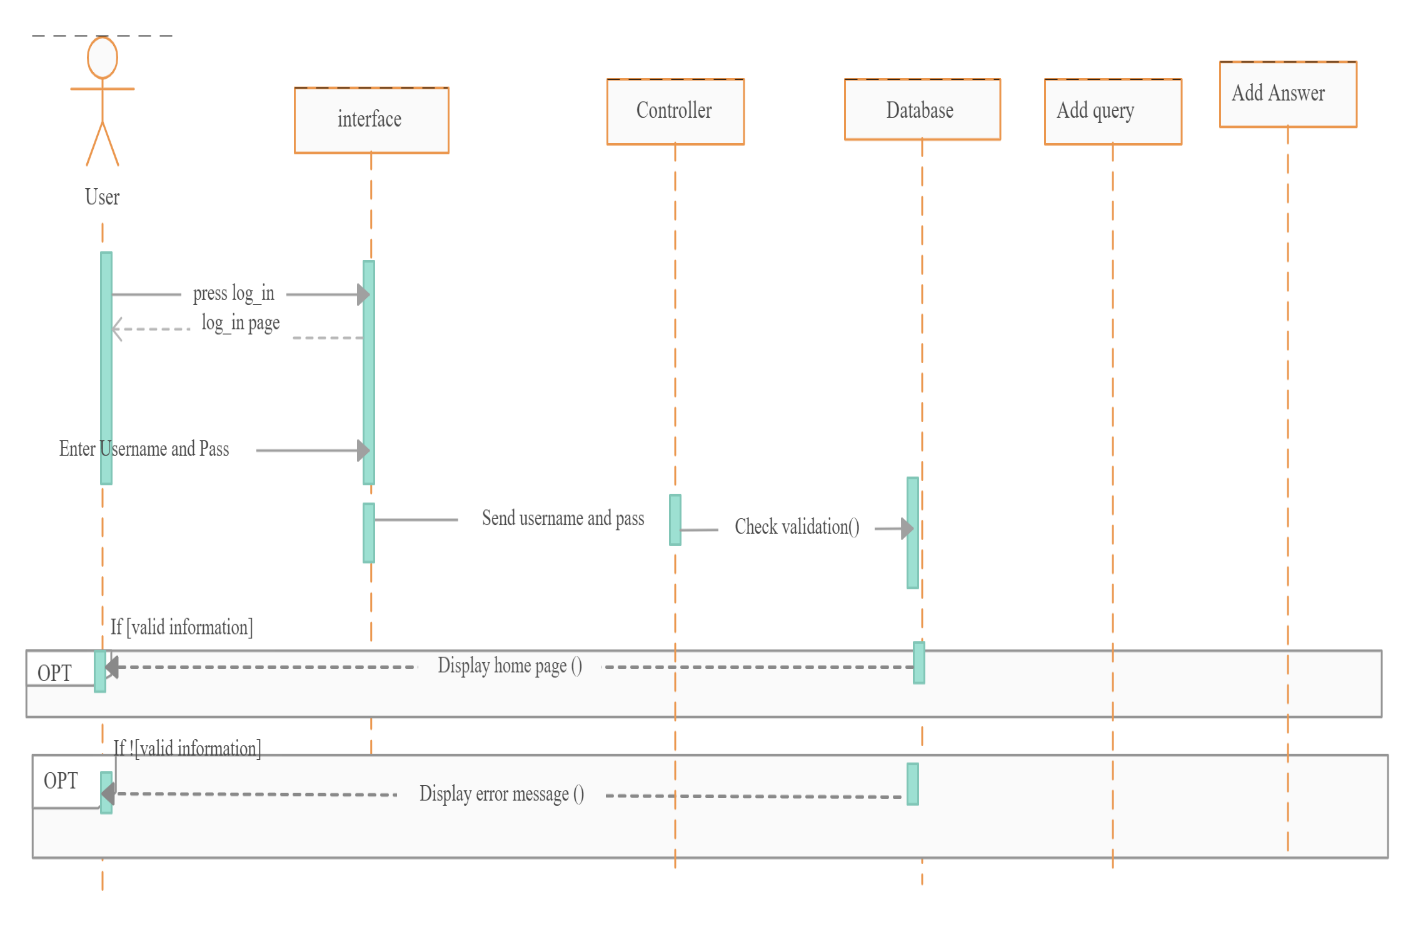 User
interface
Controller
Database
Add query
Add Answer
press log_in
log_in page
Enter Username and Pass
Send username and pass
Check validation()
If [valid information]
OPT
Display home page ()
If ![valid information]
OPT
Display error message ()